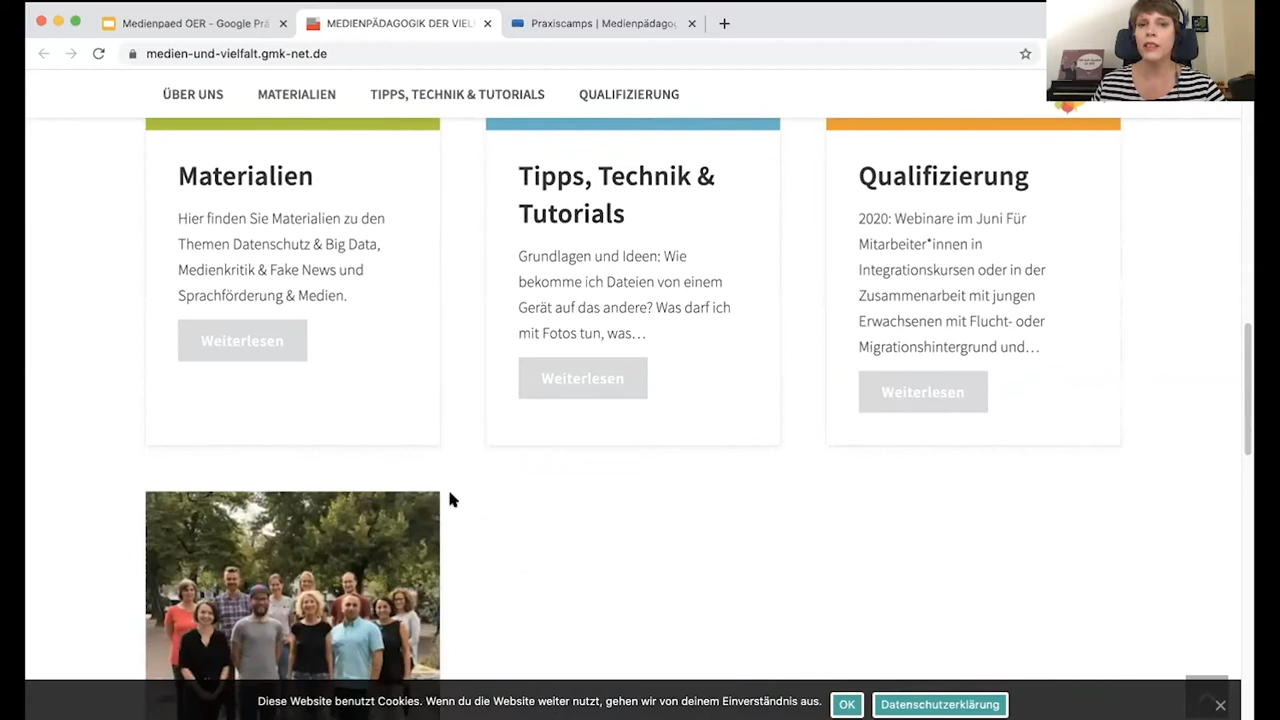 Medienpaed OER - Google Prä
MEDIENPÄDAGOGIK DER VIEL
Praxiscamps | Medienpädagog
medien-und-vielfalt.gmk-net.de
ÜBER UNS
MATERIALIEN
TIPPS, TECHNIK & TUTORIALS
QUALIFIZIERUNG
Materialien
Hier finden Sie Materialien zu den
Themen Datenschutz & Big Data,
Medienkritik & Fake News und
Sprachförderung & Medien.
Weiterlesen
Tipps, Technik &
Tutorials
Grundlagen und Ideen: Wie
bekomme ich Dateien von einem
Gerät auf das andere? Was darf ich
mit Fotos tun, was…
Weiterlesen
Qualifizierung
2020: Webinare im Juni Für
Mitarbeiter*innen in
Integrationskursen oder in der
Zusammenarbeit mit jungen
Erwachsenen mit Flucht- oder
Migrationshintergrund und…
Weiterlesen
Diese Website benutzt Cookies. Wenn du die Website weiter nutzt, gehen wir von deinem Einverständnis aus.
OK
Datenschutzerklärung